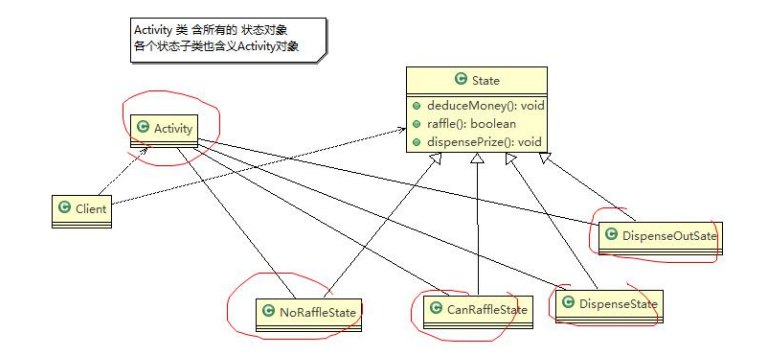 Activity 类 含所有的 状态对象
各个状态子类也含义Activity对象
C State
deduceMoney(): void
raffle(): boolean
dispensePrize(): void
C Activity
C Client
C DispenseOutSate
C NoRaffleState
C CanRaffleState
C DispenseState